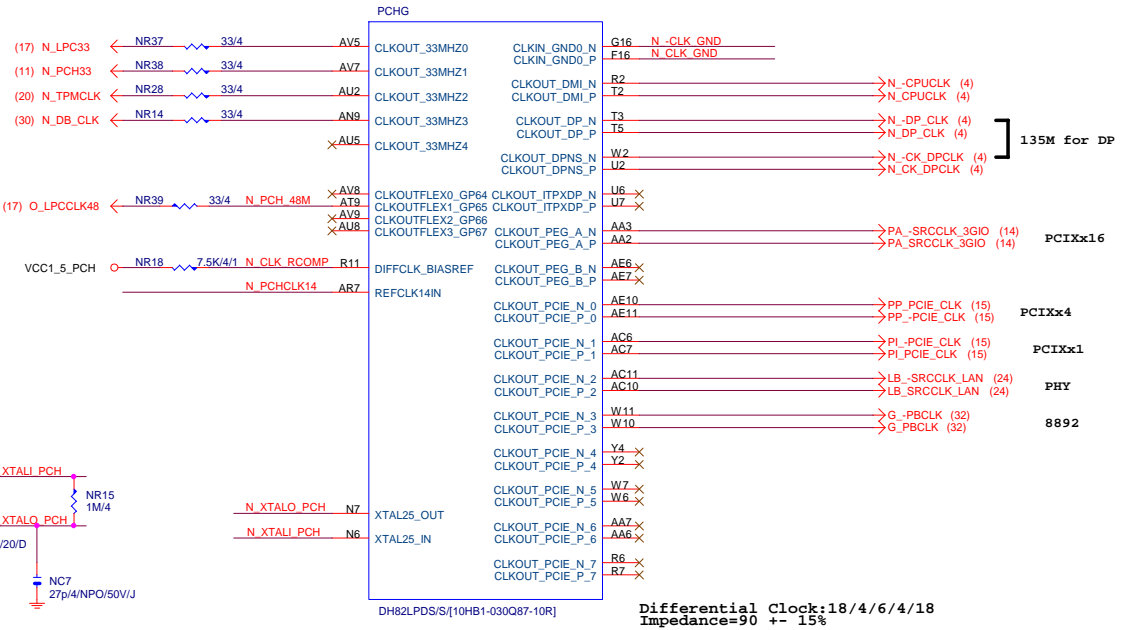 PCHG
(17) N_LPC33 NR37 33/4 AV5 CLKOUT_33MHZ0
(11) N_PCH33 NR38 33/4 AV7 CLKOUT_33MHZ1
(20) N_TPMCLK NR28 33/4 AU2 CLKOUT_33MHZ2
(30) N_DB_CLK NR14 33/4 AN9 CLKOUT_33MHZ3
AU5 CLKOUT_33MHZ4
AV8 CLKOUTFLEX0_GP64
(17) O_LPCCLK48 NR39 33/4 N_PCH_48M AT9 CLKOUTFLEX1_GP65
AV9 CLKOUTFLEX2_GP66
AU8 CLKOUTFLEX3_GP67
VCC1_5_PCH NR18 7.5K/4/1 N_CLK_RCOMP R11 DIFFCLK_BIASREF
N_PCHCLK14 AR7 REFCLK14IN
N_XTALO_PCH N7 XTAL25_OUT
N_XTALI_PCH N6 XTAL25_IN
CLKIN_GND0_N G16 N_-CLK_GND
CLKIN_GND0_P F16 N_CLK_GND
CLKOUT_DMI_N R2 N_-CPUCLK (4)
CLKOUT_DMI_P T2 N_CPUCLK (4)
CLKOUT_DP_N T3 N_-DP_CLK (4)
CLKOUT_DP_P T5 N_DP_CLK (4)
135M for DP
CLKOUT_DPNS_N W2 N_-CK_DPCLK (4)
CLKOUT_DPNS_P U2 N_CK_DPCLK (4)
CLKOUT_ITPXDP_N U6
CLKOUT_ITPXDP_P U7
CLKOUT_PEG_A_N AA3 PA_-SRCCLK_3GIO (14)
CLKOUT_PEG_A_P AA2 PA_SRCCLK_3GIO (14)
PCIXx16
CLKOUT_PEG_B_N AE6
CLKOUT_PEG_B_P AE7
CLKOUT_PCIE_N_0 AE10 PP_PCIE_CLK (15)
CLKOUT_PCIE_P_0 AE11 PP_-PCIE_CLK (15)
PCIXx4
CLKOUT_PCIE_N_1 AC6 PI_-PCIE_CLK (15)
CLKOUT_PCIE_P_1 AC7 PI_PCIE_CLK (15)
PCIXx1
CLKOUT_PCIE_N_2 AC11 LB_-SRCCLK_LAN (24)
CLKOUT_PCIE_P_2 AC10 LB_SRCCLK_LAN (24)
PHY
CLKOUT_PCIE_N_3 W11 G_-PBCLK (32)
CLKOUT_PCIE_P_3 W10 G_PBCLK (32)
8892
CLKOUT_PCIE_N_4 Y4
CLKOUT_PCIE_P_4 Y2
CLKOUT_PCIE_N_5 W7
CLKOUT_PCIE_P_5 W6
CLKOUT_PCIE_N_6 AA7
CLKOUT_PCIE_P_6 AA6
CLKOUT_PCIE_N_7 R6
CLKOUT_PCIE_P_7 R7
XTALI_PCH
NR15
1M/4
XTALO_PCH
/20/D
NC7
27p/4/NPO/50V/J
DH82LPDS/S/[10HB1-030Q87-10R]
Differential Clock:18/4/6/4/18
Impedance=90 +- 15%